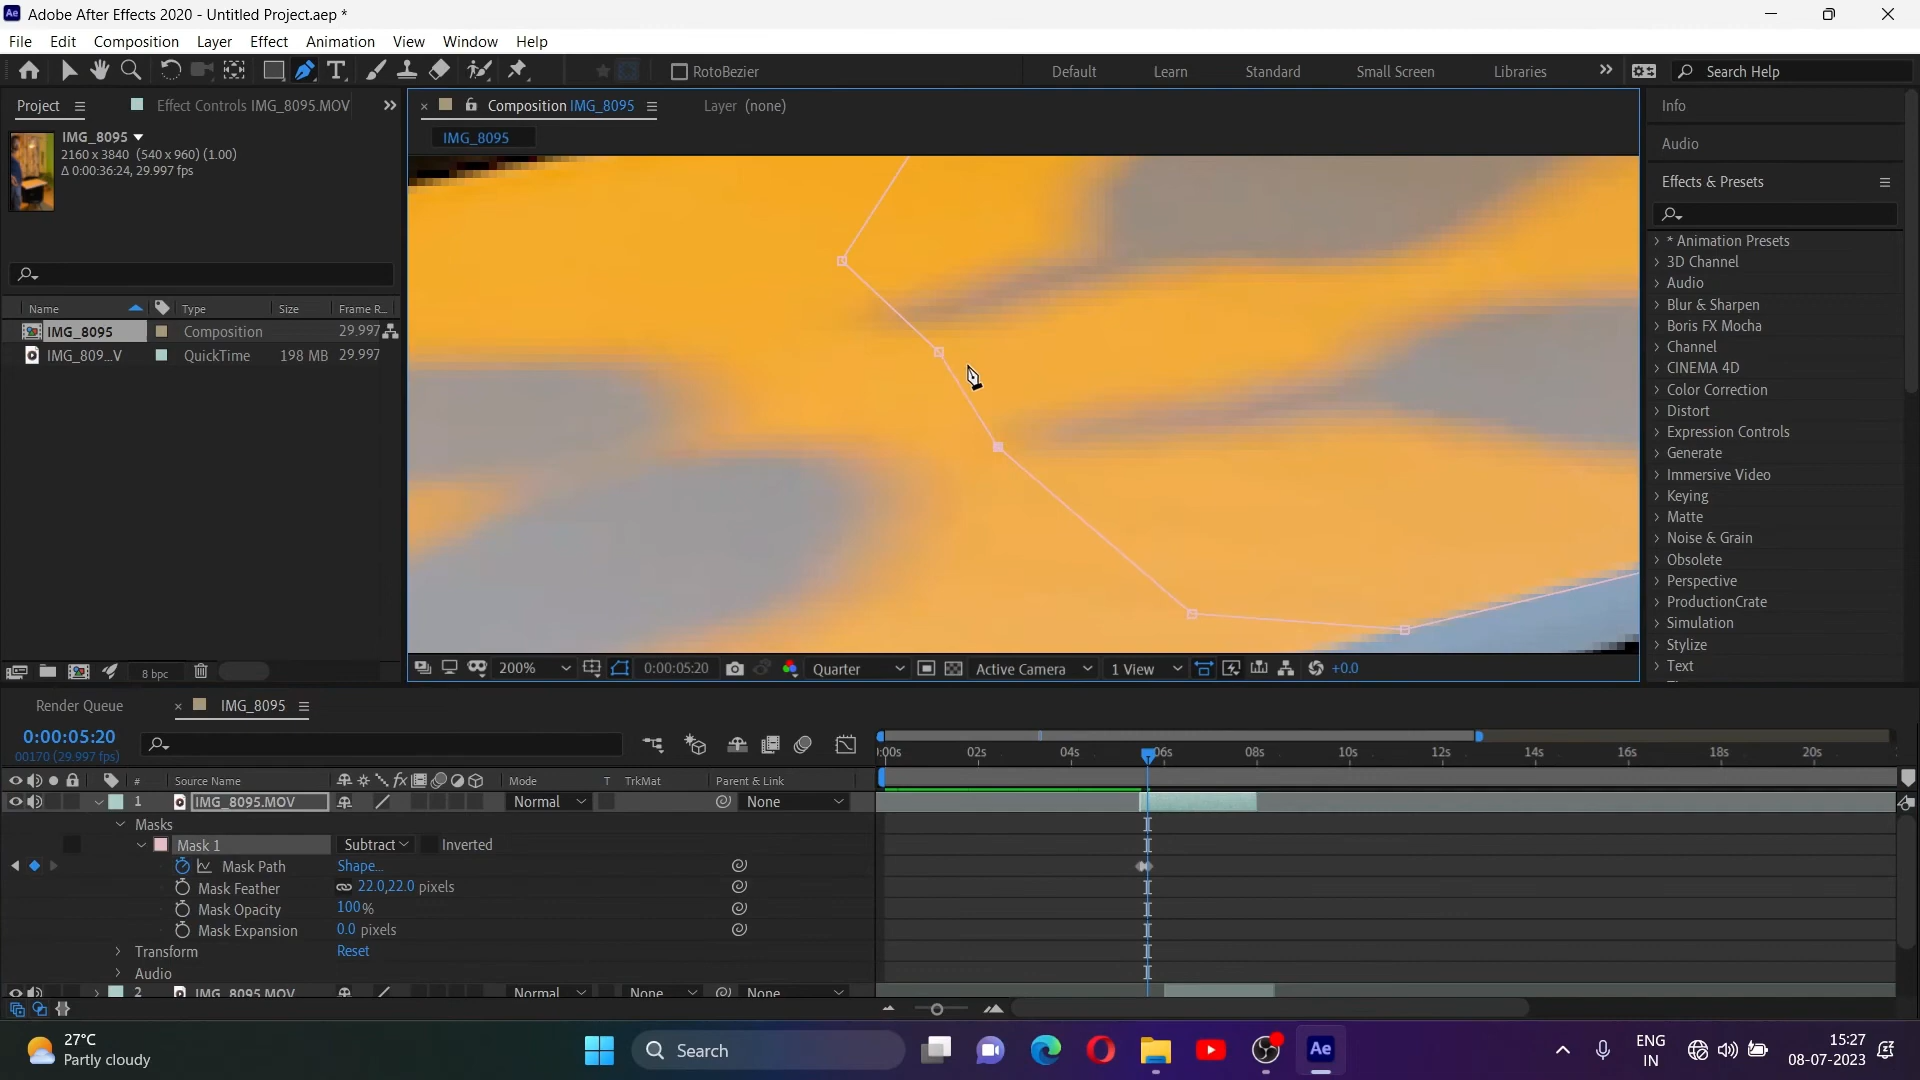 Adobe After Effects 2020 - Untitled Project.aep *
File Edit Composition Layer Effect Animation View Window Help
RotoBezier Default Learn Standard Small Screen Libraries Search Help
Project Effect Controls IMG_8095.MOV
Composition IMG_8095 Layer (none)
IMG_8095
IMG_8095
2160 x 3840 (540 x 960) (1.00)
Δ 0:00:36:24, 29.997 fps
Name Type Size Frame R...
IMG_8095 Composition 29.997
IMG_809...V QuickTime 198 MB 29.997
8 bpc
200% 0:00:05:20 Quarter Active Camera 1 View +0.0
Info
Audio
Effects & Presets
* Animation Presets
3D Channel
Audio
Blur & Sharpen
Boris FX Mocha
Channel
CINEMA 4D
Color Correction
Distort
Expression Controls
Generate
Immersive Video
Keying
Matte
Noise & Grain
Obsolete
Perspective
ProductionCrate
Simulation
Stylize
Text
Render Queue IMG_8095
0:00:05:20
00170 (29.997 fps)
:00s 02s 04s 06s 08s 10s 12s 14s 16s 18s 20s
# Source Name Mode T TrkMat Parent & Link
1 IMG_8095.MOV Normal None
Masks
Mask 1 Subtract Inverted
Mask Path Shape...
Mask Feather 22.0,22.0 pixels
Mask Opacity 100%
Mask Expansion 0.0 pixels
Transform Reset
Audio
2 IMG_8095.MOV Normal None None
27°C
Partly cloudy
Search
Ae
ENG
IN
15:27
08-07-2023